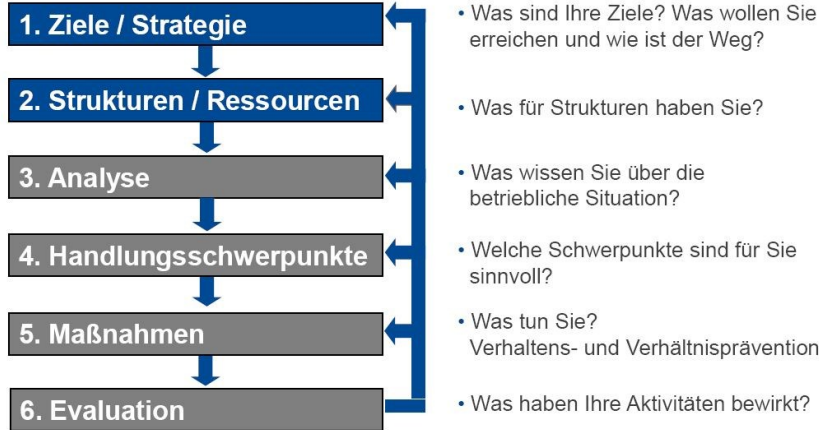 1. Ziele / Strategie
• Was sind Ihre Ziele? Was wollen Sie
erreichen und wie ist der Weg?
2. Strukturen / Ressourcen
• Was für Strukturen haben Sie?
3. Analyse
• Was wissen Sie über die
betriebliche Situation?
4. Handlungsschwerpunkte
• Welche Schwerpunkte sind für Sie
sinnvoll?
5. Maßnahmen
• Was tun Sie?
Verhaltens- und Verhältnisprävention
6. Evaluation
• Was haben Ihre Aktivitäten bewirkt?